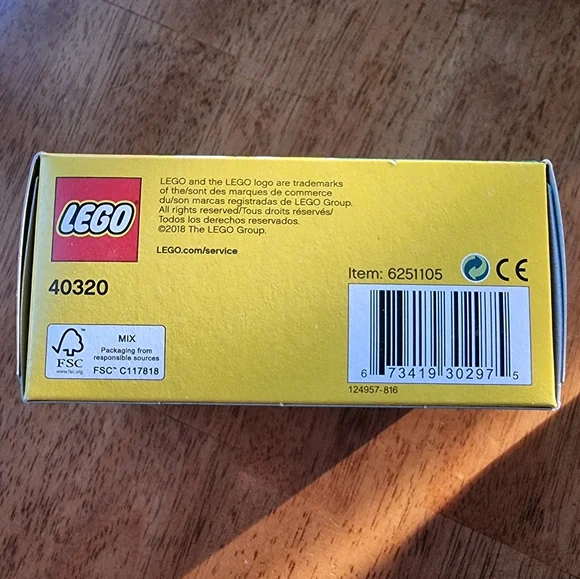 LEGO
LEGO and the LEGO logo are trademarks
of the/sont des marques de commerce
du/son marcas registradas de LEGO Group.
All rights reserved/Tous droits réservés/
Todos los derechos reservados.
©2018 The LEGO Group.
LEGO.com/service
40320
Item: 6251105
CE
FSC
www.fsc.org
MIX
Packaging from
responsible sources
FSC™ C117818
6 73419 30297 5
124957-816